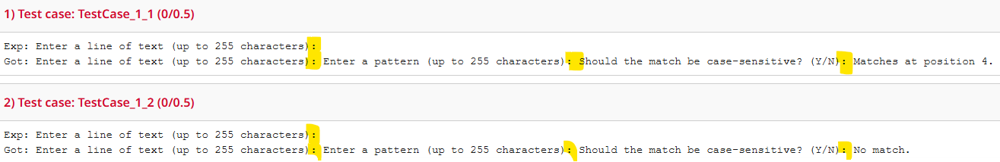 1) Test case: TestCase_1_1 (0/0.5)
Exp: Enter a line of text (up to 255 characters):
Got: Enter a line of text (up to 255 characters): Enter a pattern (up to 255 characters): Should the match be case-sensitive? (Y/N): Matches at position 4.
2) Test case: TestCase_1_2 (0/0.5)
Exp: Enter a line of text (up to 255 characters):
Got: Enter a line of text (up to 255 characters): Enter a pattern (up to 255 characters): Should the match be case-sensitive? (Y/N): No match.